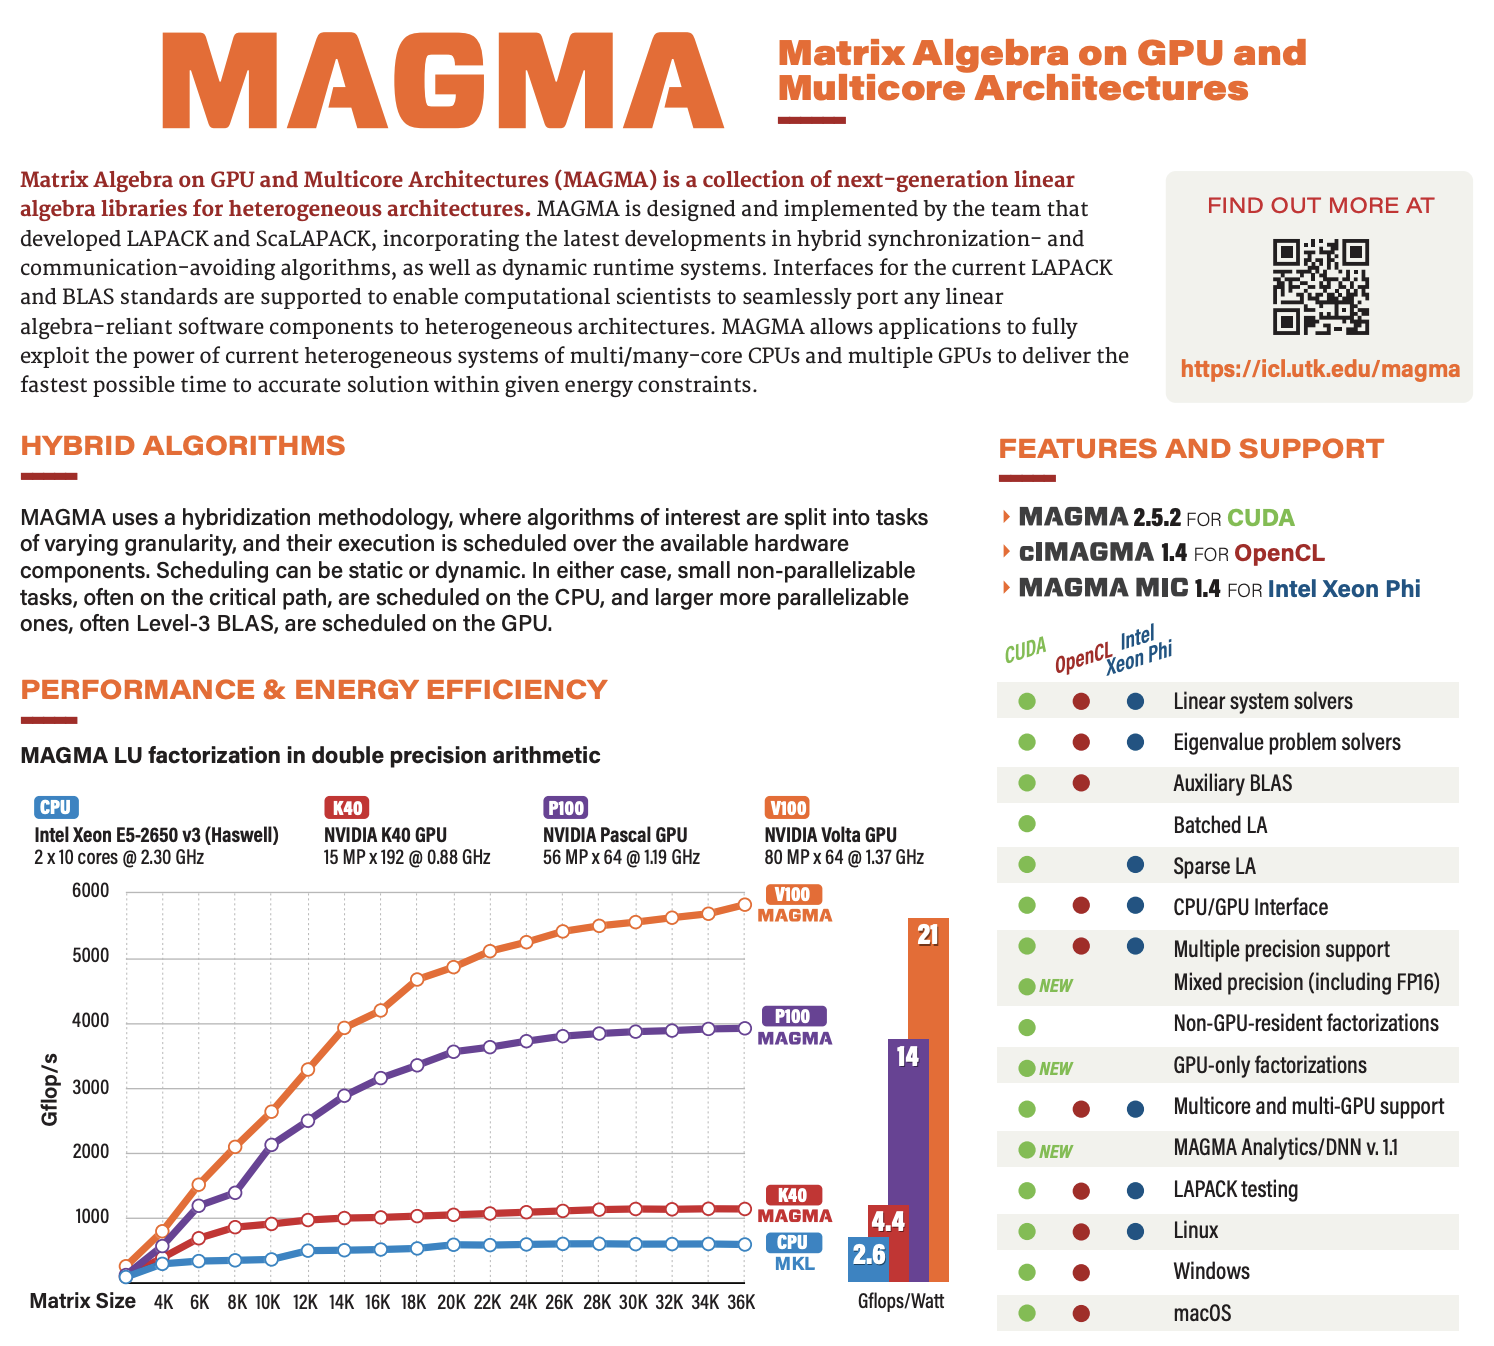 MAGMA
Matrix Algebra on GPU and
Multicore Architectures
Matrix Algebra on GPU and Multicore Architectures (MAGMA) is a collection of next-generation linear
algebra libraries for heterogeneous architectures. MAGMA is designed and implemented by the team that
developed LAPACK and ScaLAPACK, incorporating the latest developments in hybrid synchronization- and
communication-avoiding algorithms, as well as dynamic runtime systems. Interfaces for the current LAPACK
and BLAS standards are supported to enable computational scientists to seamlessly port any linear
algebra-reliant software components to heterogeneous architectures. MAGMA allows applications to fully
exploit the power of current heterogeneous systems of multi/many-core CPUs and multiple GPUs to deliver the
fastest possible time to accurate solution within given energy constraints.
FIND OUT MORE AT
https://icl.utk.edu/magma
HYBRID ALGORITHMS
MAGMA uses a hybridization methodology, where algorithms of interest are split into tasks
of varying granularity, and their execution is scheduled over the available hardware
components. Scheduling can be static or dynamic. In either case, small non-parallelizable
tasks, often on the critical path, are scheduled on the CPU, and larger more parallelizable
ones, often Level-3 BLAS, are scheduled on the GPU.
PERFORMANCE & ENERGY EFFICIENCY
MAGMA LU factorization in double precision arithmetic
CPU
Intel Xeon E5-2650 v3 (Haswell)
2 x 10 cores @ 2.30 GHz
K40
NVIDIA K40 GPU
15 MP x 192 @ 0.88 GHz
P100
NVIDIA Pascal GPU
56 MP x 64 @ 1.19 GHz
V100
NVIDIA Volta GPU
80 MP x 64 @ 1.37 GHz
Gflop/s
6000
5000
4000
3000
2000
1000
Matrix Size 4K 6K 8K 10K 12K 14K 16K 18K 20K 22K 24K 26K 28K 30K 32K 34K 36K
V100
MAGMA
P100
MAGMA
K40
MAGMA
CPU
MKL
21
14
4.4
2.6
Gflops/Watt
FEATURES AND SUPPORT
MAGMA 2.5.2 FOR CUDA
clMAGMA 1.4 FOR OpenCL
MAGMA MIC 1.4 FOR Intel Xeon Phi
CUDA
OpenCL
Intel
Xeon Phi
Linear system solvers
Eigenvalue problem solvers
Auxiliary BLAS
Batched LA
Sparse LA
CPU/GPU Interface
Multiple precision support
NEW Mixed precision (including FP16)
Non-GPU-resident factorizations
NEW GPU-only factorizations
Multicore and multi-GPU support
NEW MAGMA Analytics/DNN v. 1.1
LAPACK testing
Linux
Windows
macOS